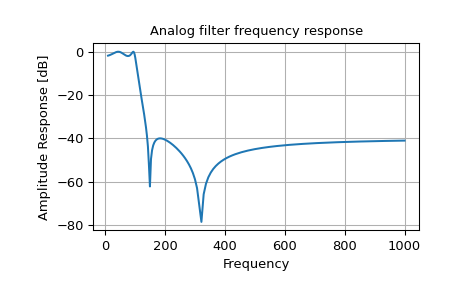 Analog filter frequency response
Amplitude Response [dB]
0
−20
−40
−60
−80
0 200 400 600 800 1000
Frequency